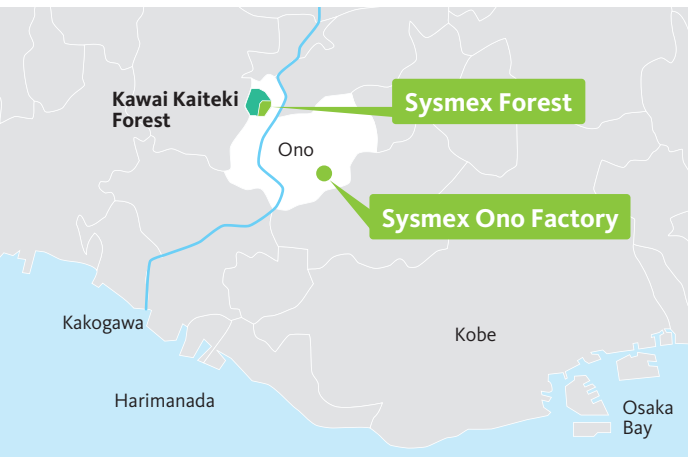 Kawai Kaiteki
Forest
Sysmex Forest
Ono
Sysmex Ono Factory
Kakogawa
Kobe
Harimanada
Osaka
Bay